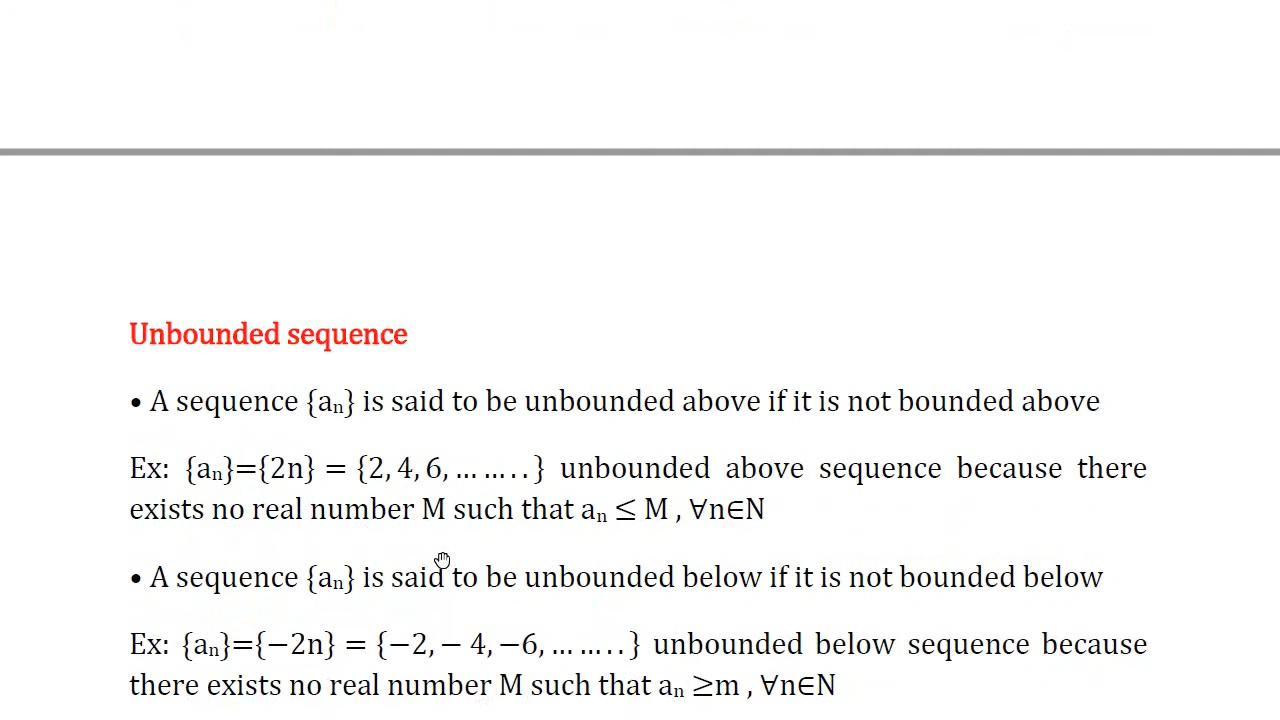 Unbounded sequence
• A sequence {aₙ} is said to be unbounded above if it is not bounded above
Ex: {aₙ}={2n} = {2, 4, 6, ... ... . . } unbounded above sequence because there
exists no real number M such that aₙ ≤ M , ∀n∈N
• A sequence {aₙ} is said to be unbounded below if it is not bounded below
Ex: {aₙ}={−2n} = {−2, − 4, −6, ... ... . . } unbounded below sequence because
there exists no real number M such that aₙ ≥m , ∀n∈N